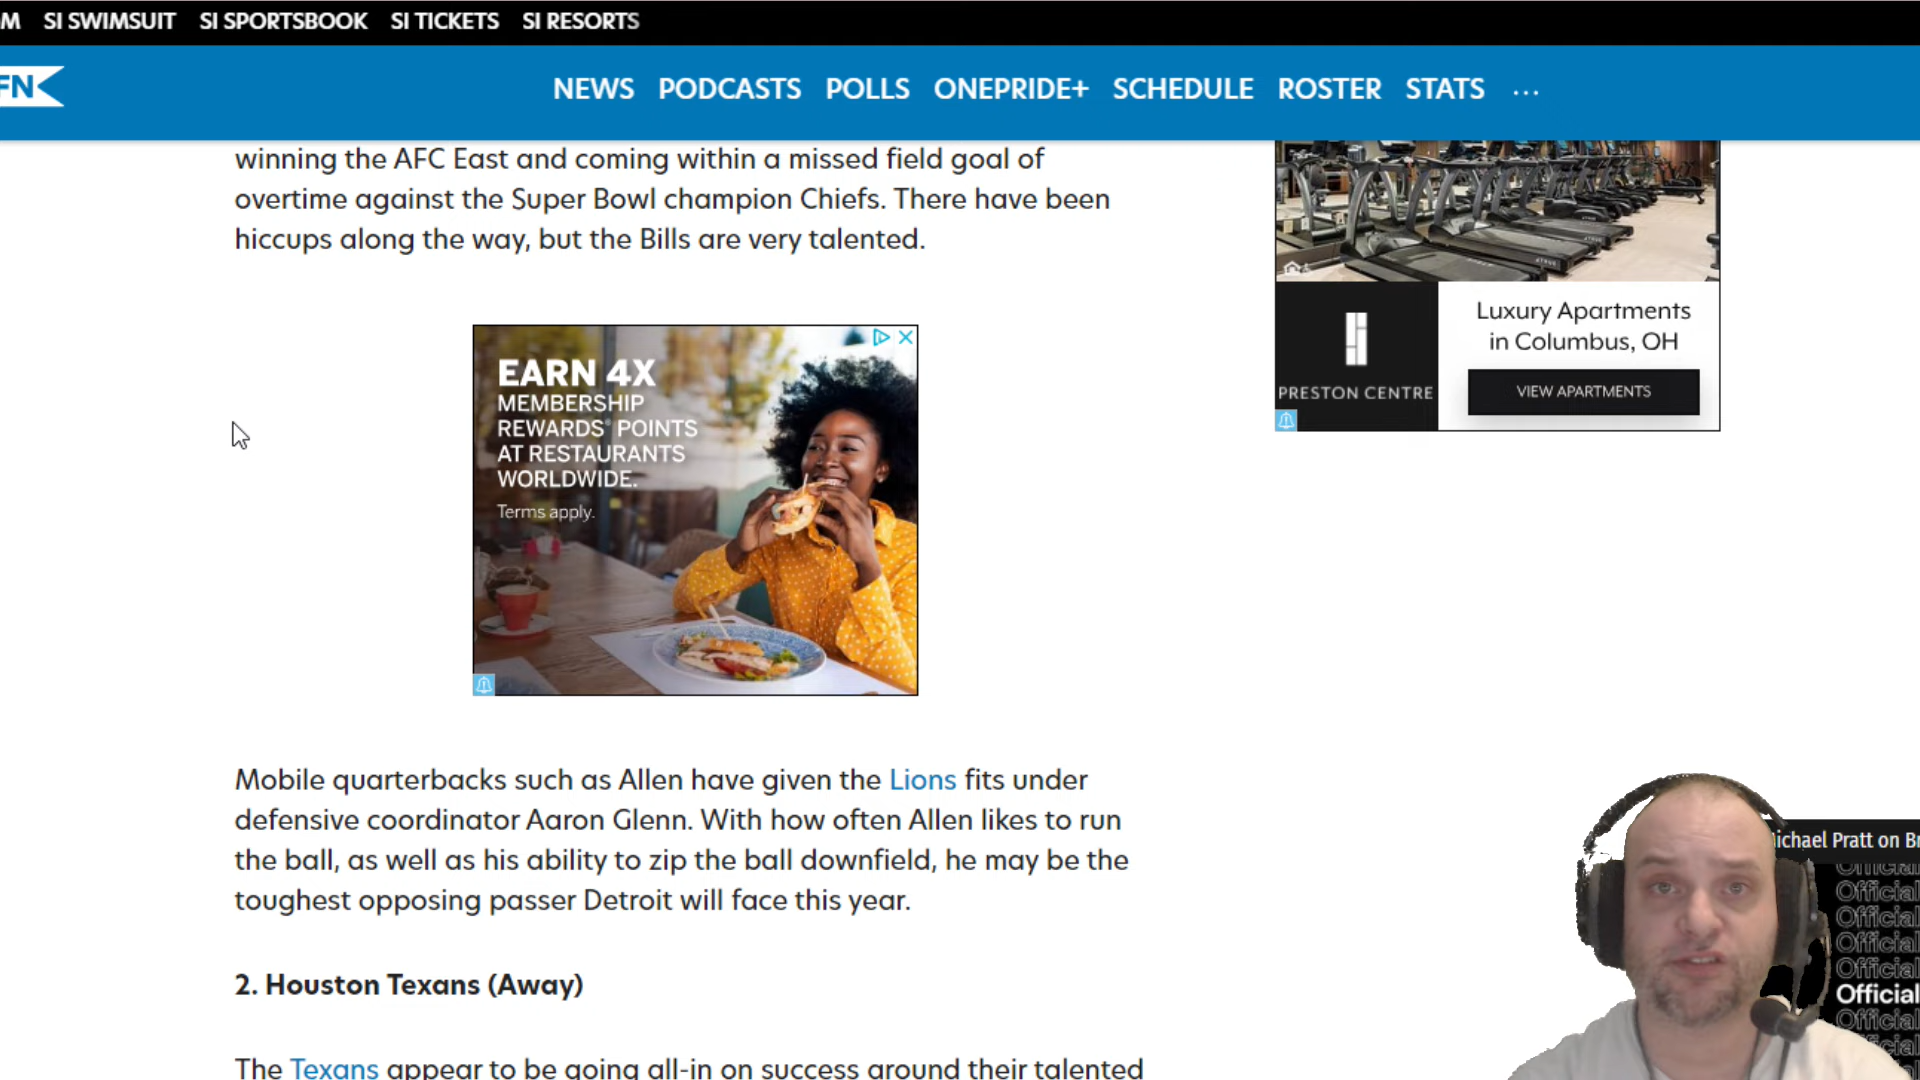 M SI SWIMSUIT SI SPORTSBOOK SI TICKETS SI RESORTS
FN NEWS PODCASTS POLLS ONEPRIDE+ SCHEDULE ROSTER STATS ...
winning the AFC East and coming within a missed field goal of
overtime against the Super Bowl champion Chiefs. There have been
hiccups along the way, but the Bills are very talented.
EARN 4X
MEMBERSHIP
REWARDS® POINTS
AT RESTAURANTS
WORLDWIDE.
Terms apply.
Luxury Apartments
in Columbus, OH
PRESTON CENTRE
VIEW APARTMENTS
Mobile quarterbacks such as Allen have given the Lions fits under
defensive coordinator Aaron Glenn. With how often Allen likes to run
the ball, as well as his ability to zip the ball downfield, he may be the
toughest opposing passer Detroit will face this year.
2. Houston Texans (Away)
The Texans appear to be going all-in on success around their talented
ichael Pratt on Br
Official
Official
Official
Official
Official
Official
Official
cial